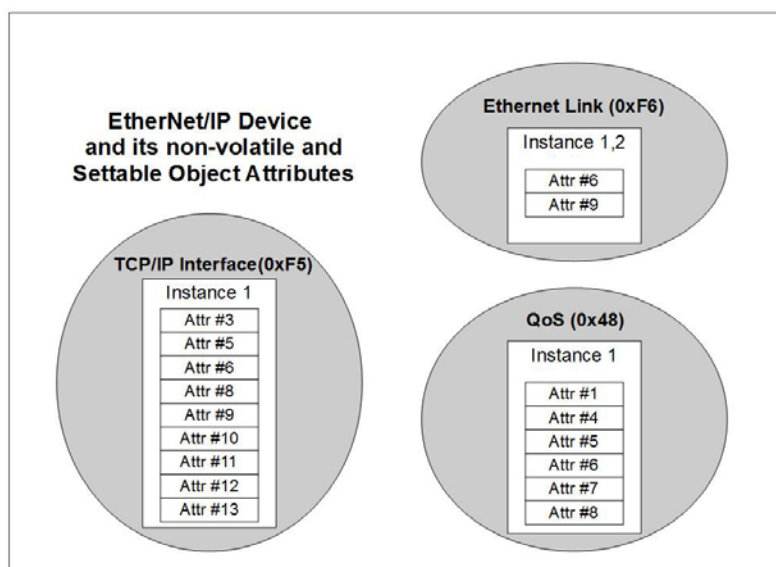 EtherNet/IP Device
and its non-volatile and
Settable Object Attributes
Ethernet Link (0xF6)
Instance 1,2
Attr #6
Attr #9
TCP/IP Interface(0xF5)
Instance 1
Attr #3
Attr #5
Attr #6
Attr #8
Attr #9
Attr #10
Attr #11
Attr #12
Attr #13
QoS (0x48)
Instance 1
Attr #1
Attr #4
Attr #5
Attr #6
Attr #7
Attr #8